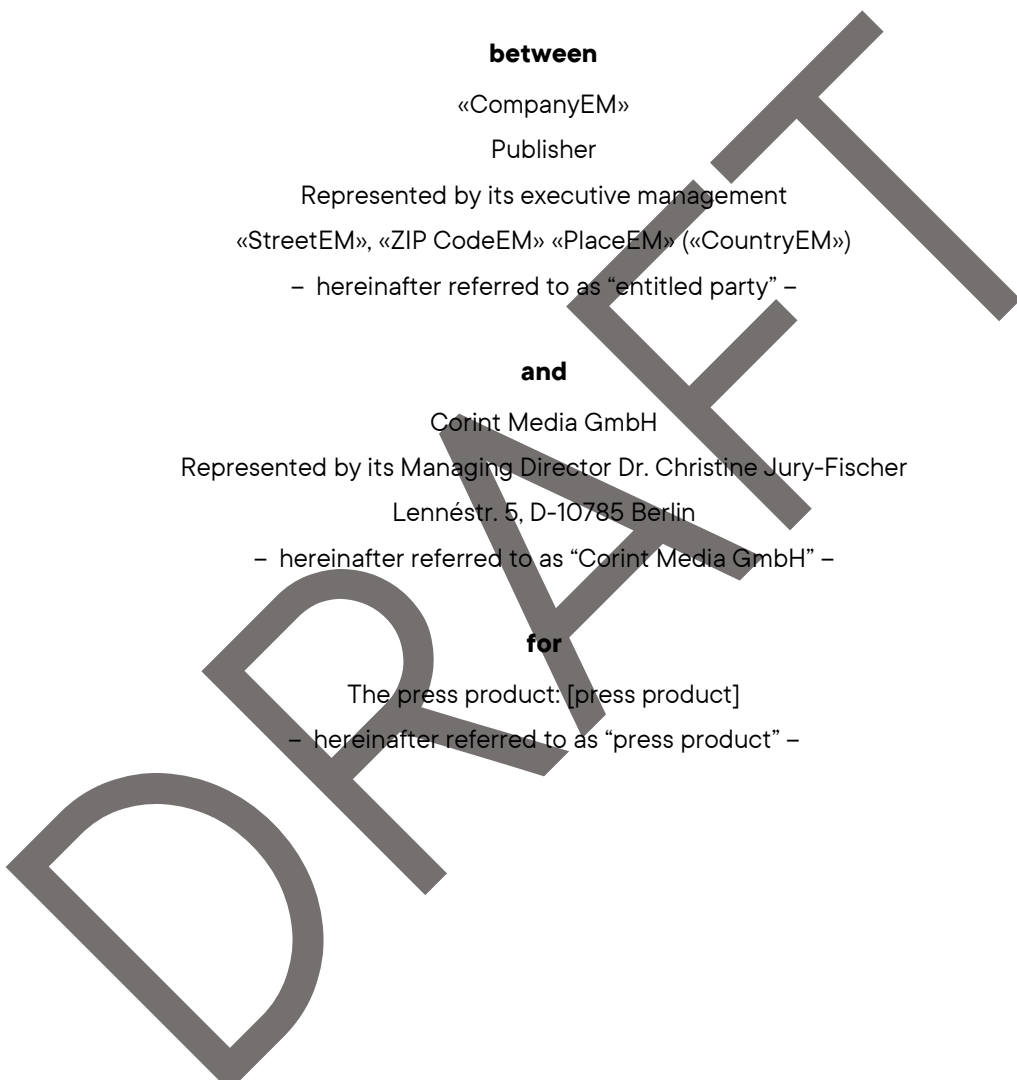 between
«CompanyEM»
Publisher
Represented by its executive management
«StreetEM», «ZIP CodeEM» «PlaceEM» («CountryEM»)
– hereinafter referred to as “entitled party” –
and
Corint Media GmbH
Represented by its Managing Director Dr. Christine Jury-Fischer
Lennéstr. 5, D-10785 Berlin
– hereinafter referred to as “Corint Media GmbH” –
for
The press product: [press product]
– hereinafter referred to as “press product” –
DRAFT